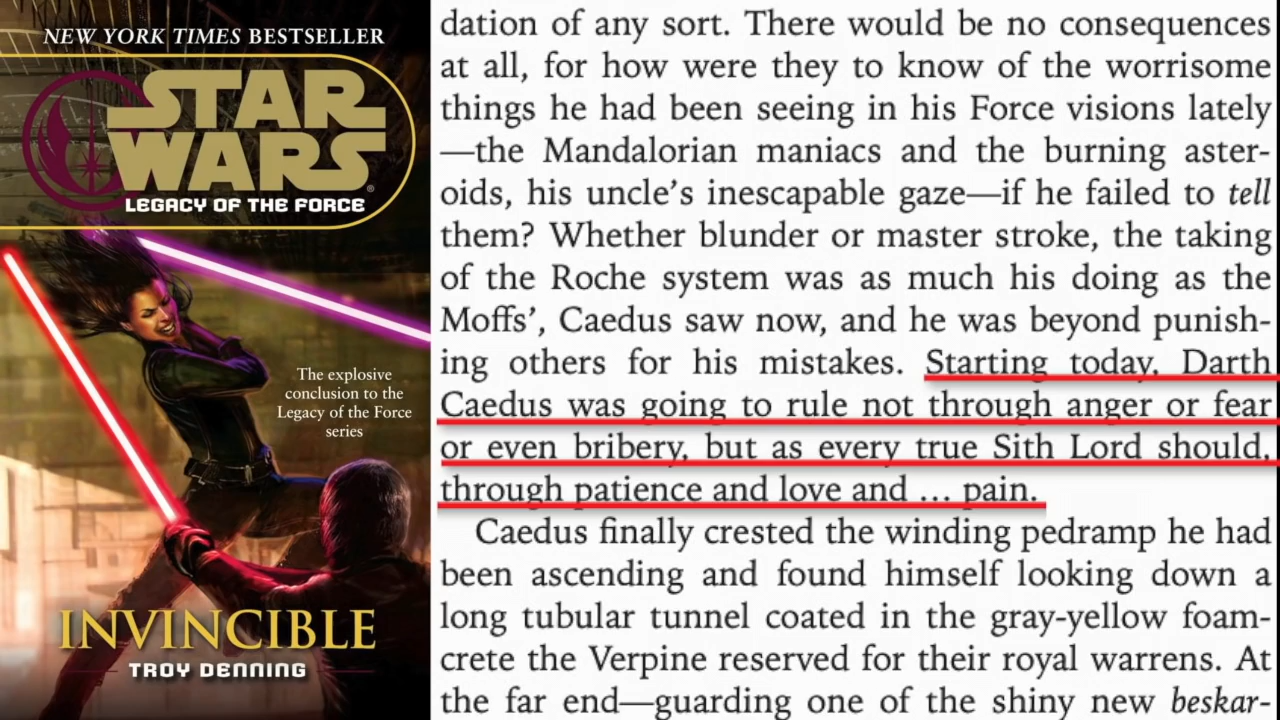 NEW YORK TIMES BESTSELLER
STAR
WARS®
LEGACY OF THE FORCE
The explosive
conclusion to the
Legacy of the Force
series
INVINCIBLE
TROY DENNING
dation of any sort. There would be no consequences
at all, for how were they to know of the worrisome
things he had been seeing in his Force visions lately
—the Mandalorian maniacs and the burning aster-
oids, his uncle’s inescapable gaze—if he failed to tell
them? Whether blunder or master stroke, the taking
of the Roche system was as much his doing as the
Moffs’, Caedus saw now, and he was beyond punish-
ing others for his mistakes. Starting today, Darth
Caedus was going to rule not through anger or fear
or even bribery, but as every true Sith Lord should,
through patience and love and … pain.
Caedus finally crested the winding pedramp he had
been ascending and found himself looking down a
long tubular tunnel coated in the gray-yellow foam-
crete the Verpine reserved for their royal warrens. At
the far end—guarding one of the shiny new beskar-